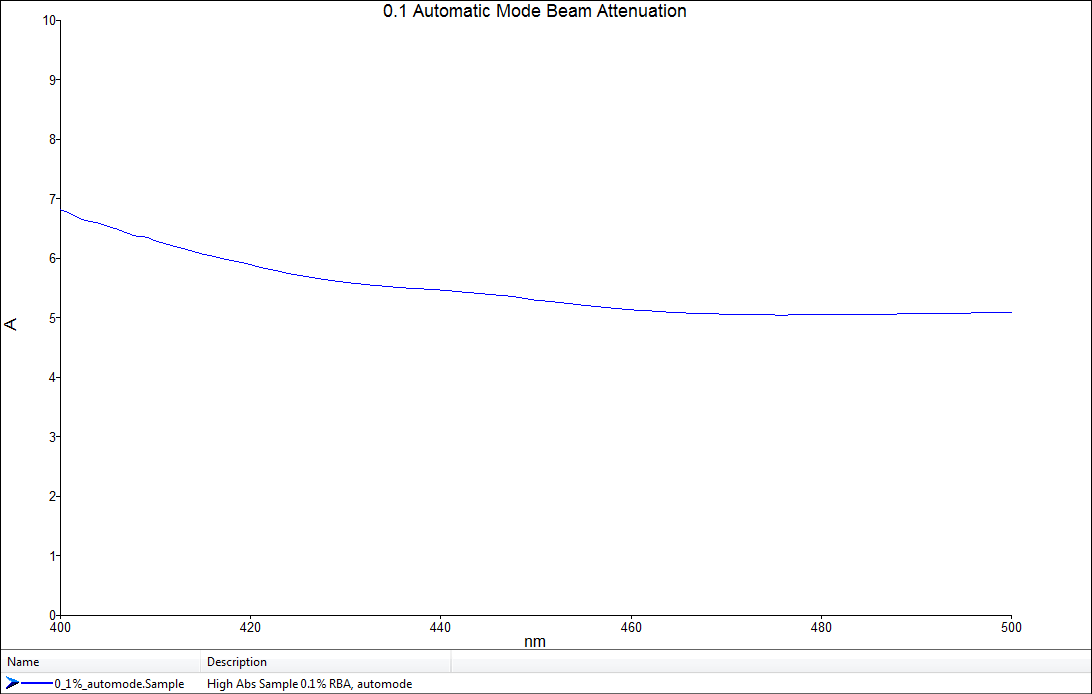 0.1 Automatic Mode Beam Attenuation
10
9
8
7
6
5
4
3
2
1
0
A
400 420 440 460 480 500
nm
Name Description
0_1%_automode.Sample High Abs Sample 0.1% RBA, automode